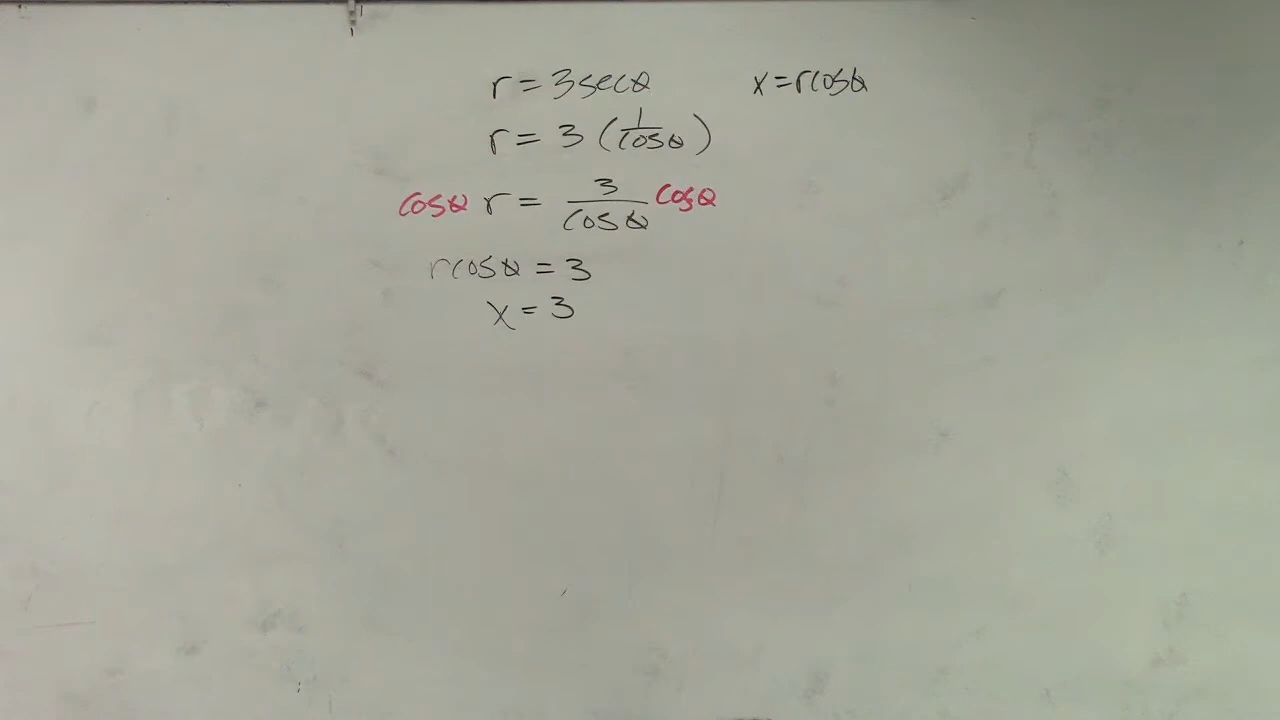 r = 3secθ x=rcosθ
r = 3 (1/cosθ)
cosθ r = 3/cosθ cosθ
rcosθ = 3
x = 3